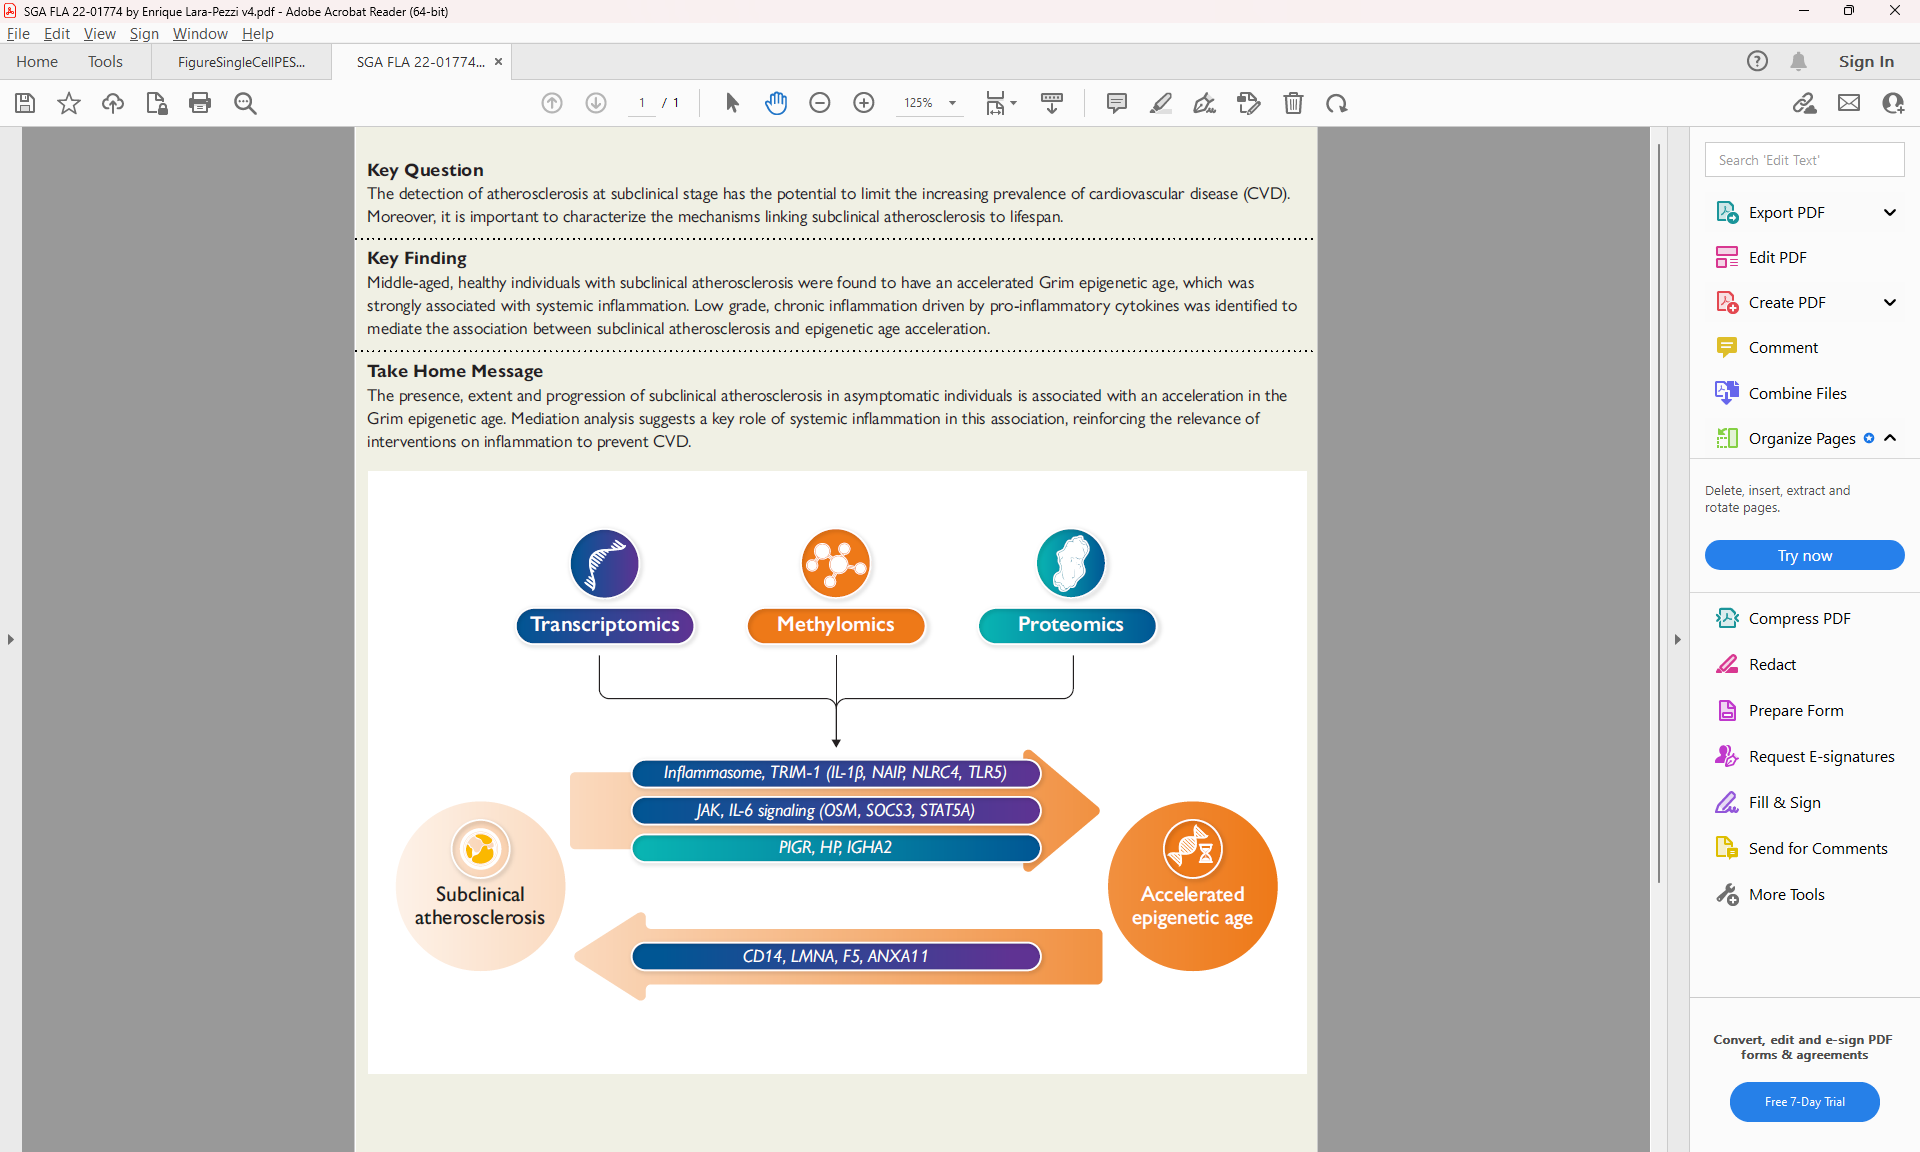 SGA FLA 22-01774 by Enrique Lara-Pezzi v4.pdf - Adobe Acrobat Reader (64-bit)
File Edit View Sign Window Help
Home Tools FigureSingleCellPES... SGA FLA 22-01774... × Sign In
1 / 1 125%
Key Question
The detection of atherosclerosis at subclinical stage has the potential to limit the increasing prevalence of cardiovascular disease (CVD).
Moreover, it is important to characterize the mechanisms linking subclinical atherosclerosis to lifespan.
Key Finding
Middle-aged, healthy individuals with subclinical atherosclerosis were found to have an accelerated Grim epigenetic age, which was
strongly associated with systemic inflammation. Low grade, chronic inflammation driven by pro-inflammatory cytokines was identified to
mediate the association between subclinical atherosclerosis and epigenetic age acceleration.
Take Home Message
The presence, extent and progression of subclinical atherosclerosis in asymptomatic individuals is associated with an acceleration in the
Grim epigenetic age. Mediation analysis suggests a key role of systemic inflammation in this association, reinforcing the relevance of
interventions on inflammation to prevent CVD.
Transcriptomics Methylomics Proteomics
Inflammasome, TRIM-1 (IL-1β, NAIP, NLRC4, TLR5)
JAK, IL-6 signaling (OSM, SOCS3, STAT5A)
PIGR, HP, IGHA2
Subclinical
atherosclerosis
Accelerated
epigenetic age
CD14, LMNA, F5, ANXA11
Search 'Edit Text'
Export PDF
Edit PDF
Create PDF
Comment
Combine Files
Organize Pages
Delete, insert, extract and
rotate pages.
Try now
Compress PDF
Redact
Prepare Form
Request E-signatures
Fill & Sign
Send for Comments
More Tools
Convert, edit and e-sign PDF
forms & agreements
Free 7-Day Trial